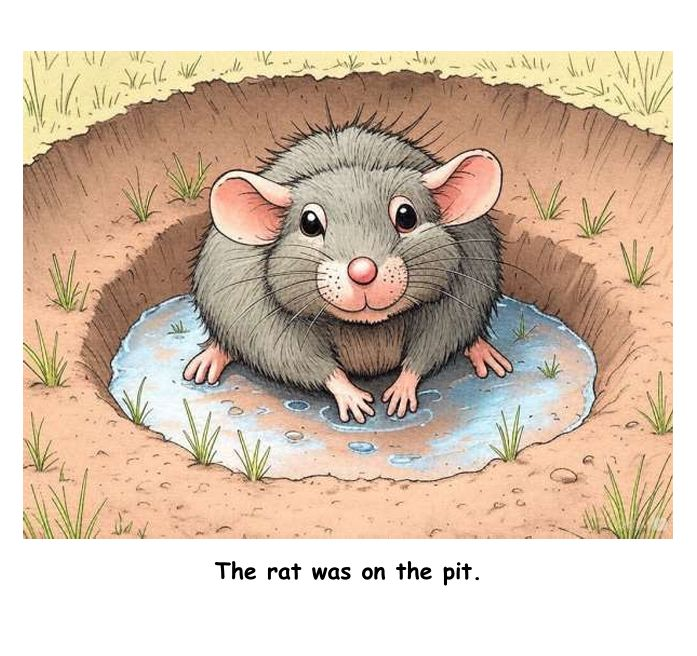 The rat was on the pit.